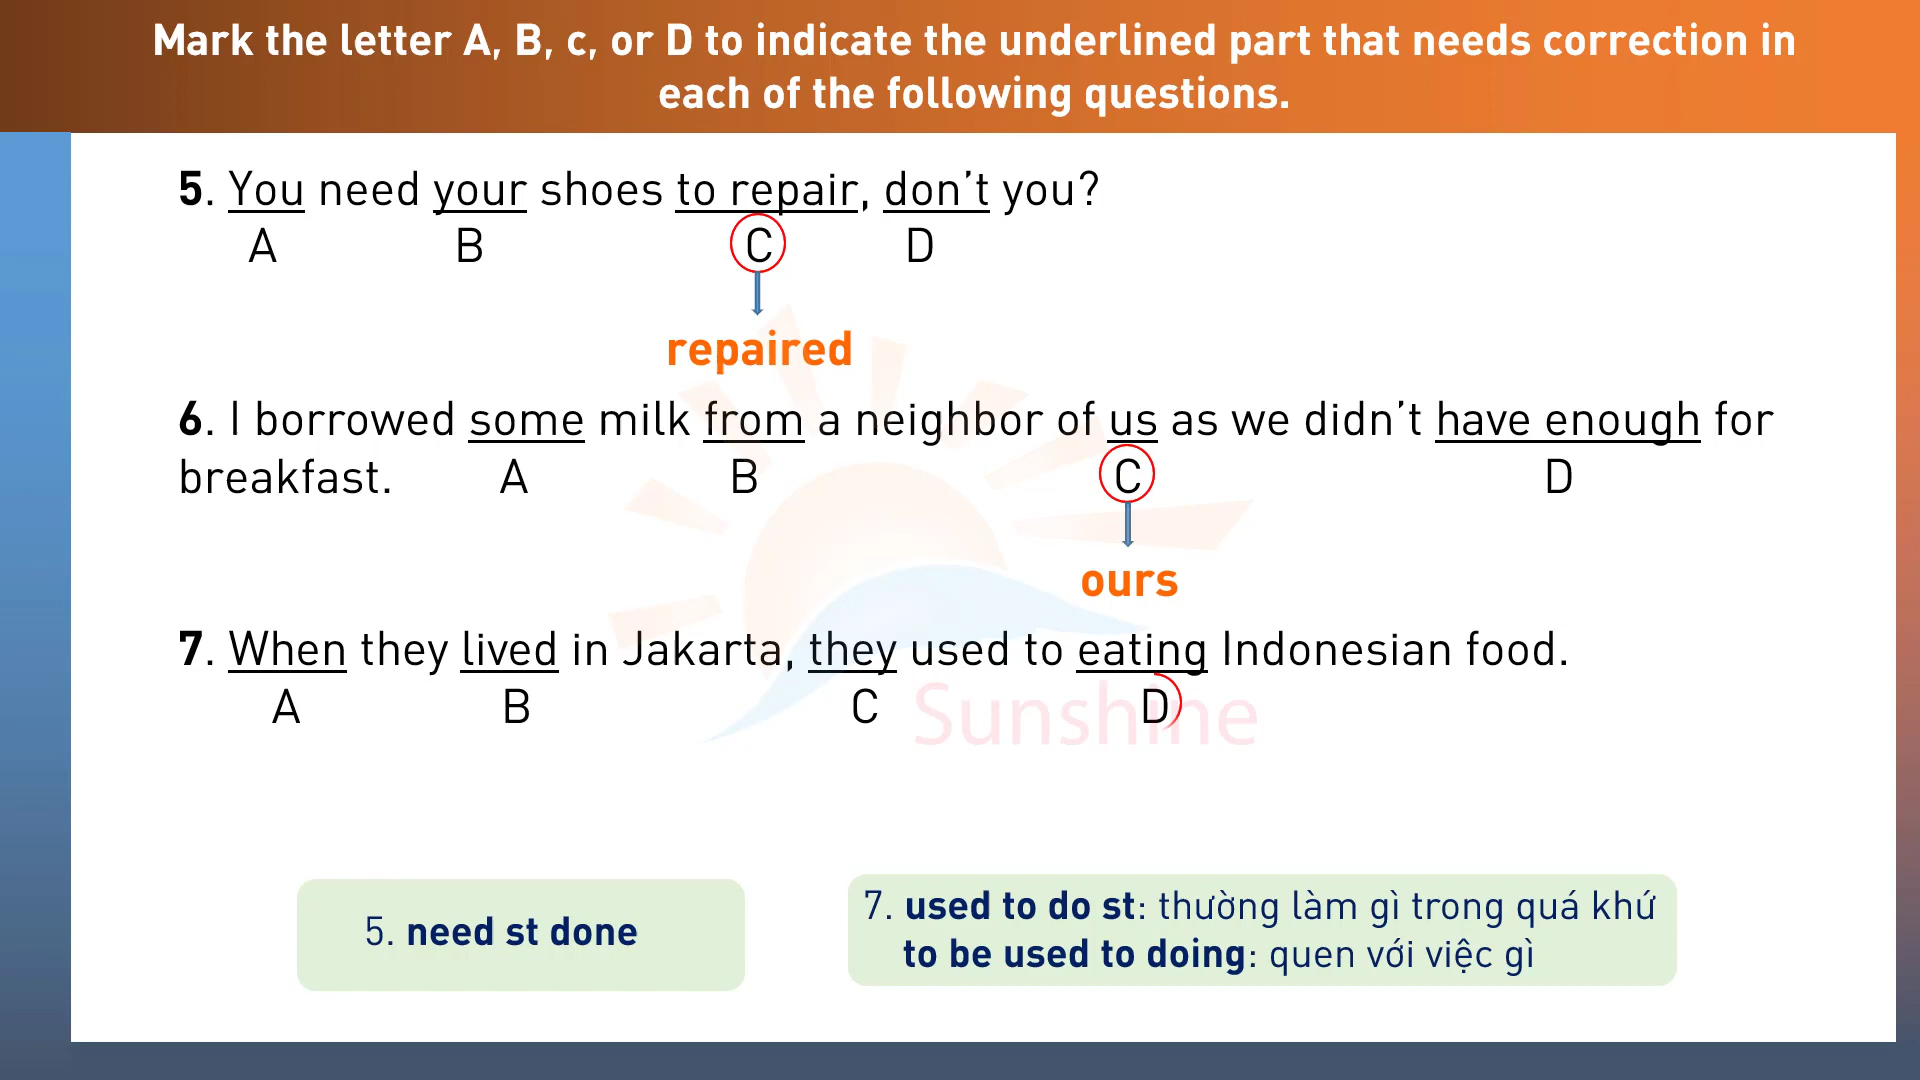 Mark the letter A, B, c, or D to indicate the underlined part that needs correction in
each of the following questions.
5. You need your shoes to repair, don't you?
A B C D
repaired
6. I borrowed some milk from a neighbor of us as we didn't have enough for
breakfast. A B C D
ours
7. When they lived in Jakarta, they used to eating Indonesian food.
A B C D
Sunshine
5. need st done
7. used to do st: thường làm gì trong quá khứ
to be used to doing: quen với việc gì